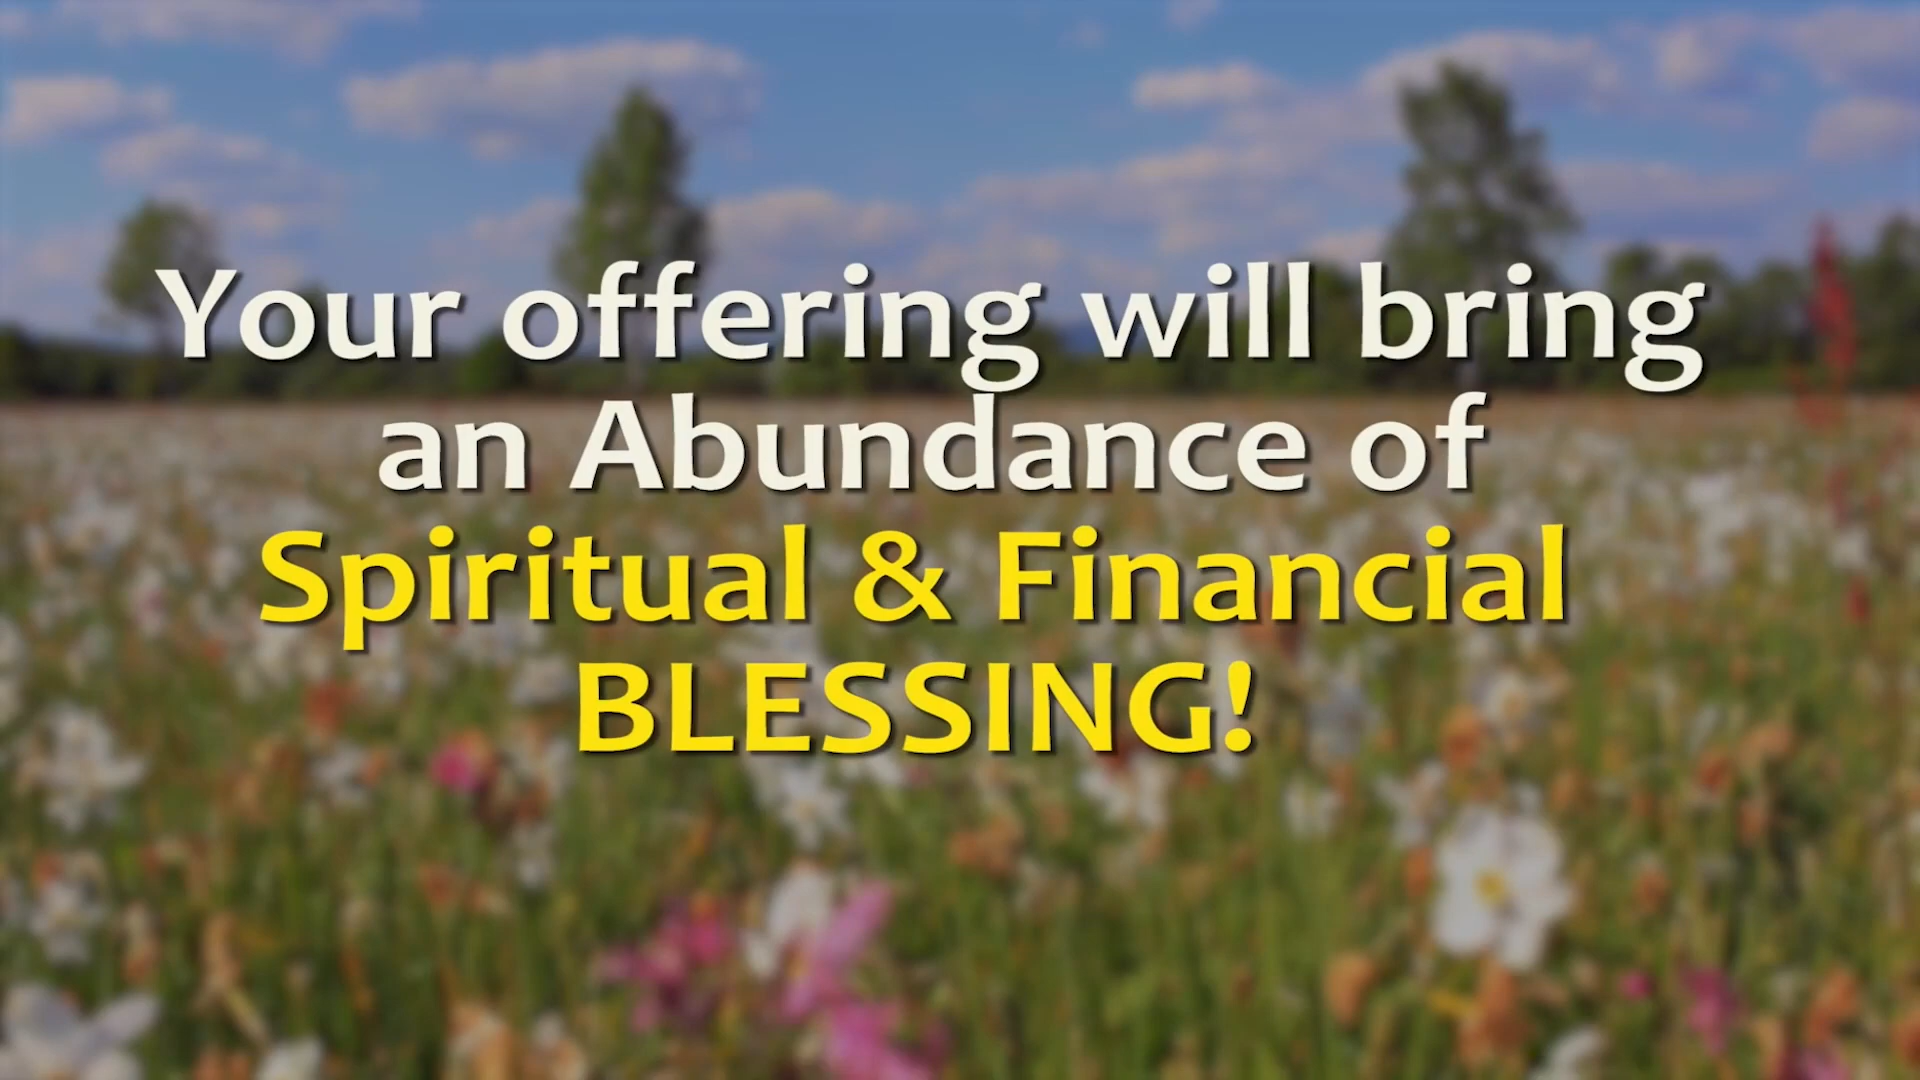 Your offering will bring
an Abundance of
Spiritual & Financial
BLESSING!